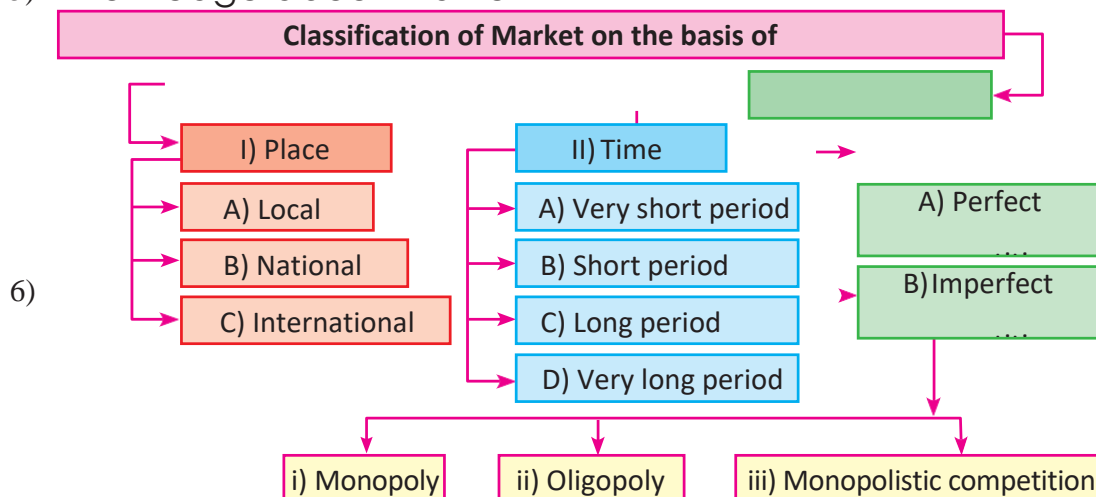 Classification of Market on the basis of
I) Place
II) Time
A) Local
A) Very short period
A) Perfect
B) National
B) Short period
B) Imperfect
6)
C) International
C) Long period
D) Very long period
i) Monopoly
ii) Oligopoly
iii) Monopolistic competition